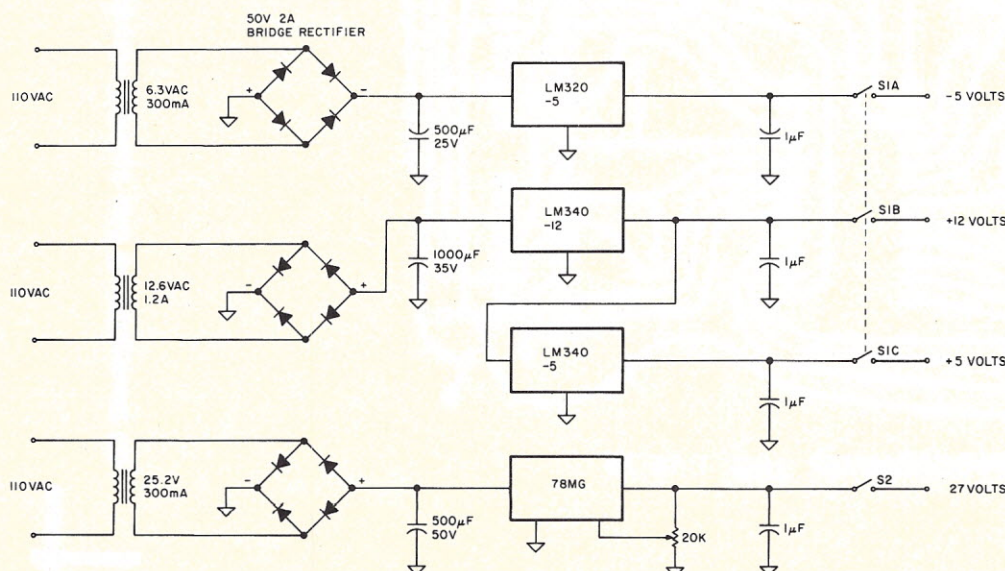 50V 2A
BRIDGE RECTIFIER
110VAC
6.3VAC
300mA
+
-
500µF
25V
LM320
-5
1µF
S1A
-5 VOLTS
110VAC
12.6VAC
1.2A
-
+
1000µF
35V
LM340
-12
1µF
S1B
+12 VOLTS
LM340
-5
1µF
S1C
+5 VOLTS
110VAC
25.2V
300mA
-
+
500µF
50V
78MG
20K
1µF
S2
27 VOLTS